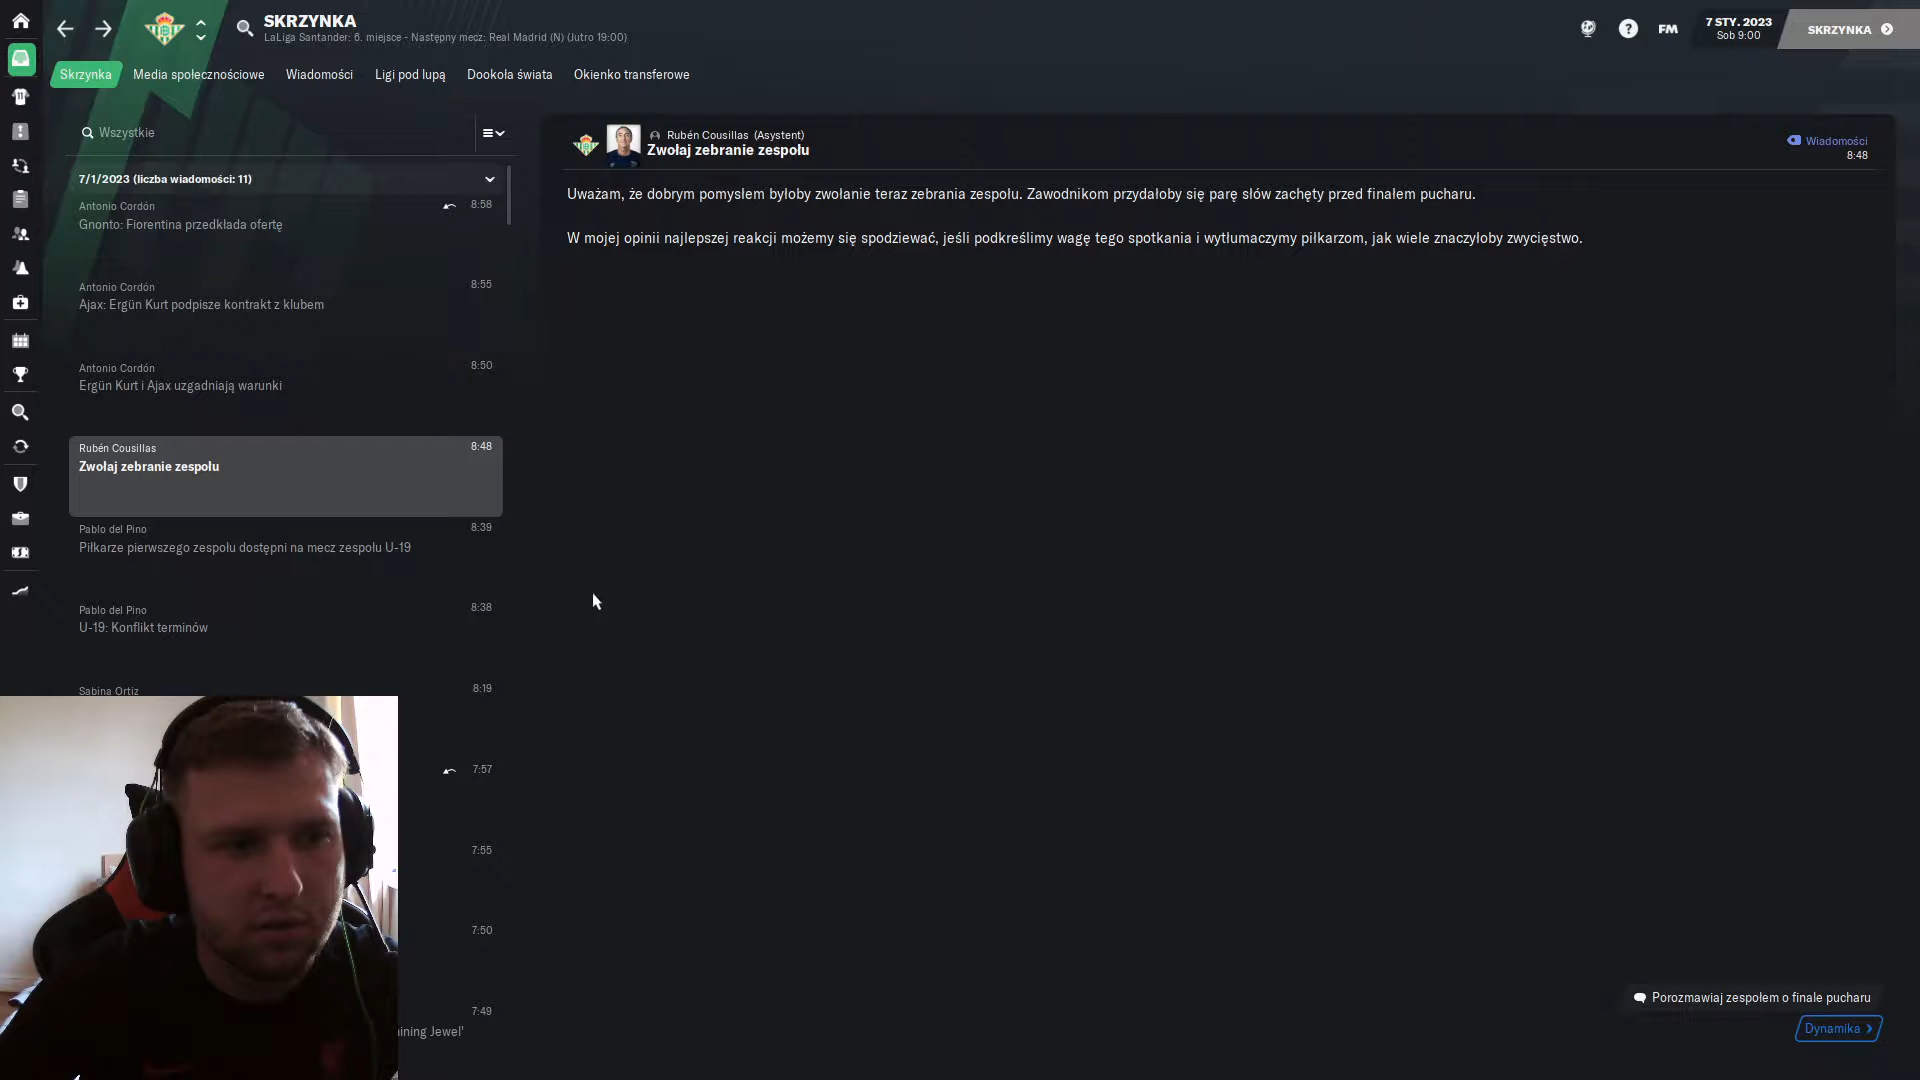 SKRZYNKA
LaLiga Santander: 6. miejsce - Następny mecz: Real Madrid (N) (Jutro 19:00)
FM
7 STY. 2023
Sob 9:00
SKRZYNKA
Skrzynka
Media społecznościowe
Wiadomości
Ligi pod lupą
Dookoła świata
Okienko transferowe
Wszystkie
7/1/2023 (liczba wiadomości: 11)
Antonio Cordón
8:58
Gnonto: Fiorentina przedkłada ofertę
Antonio Cordón
8:55
Ajax: Ergün Kurt podpisze kontrakt z klubem
Antonio Cordón
8:50
Ergün Kurt i Ajax uzgadniają warunki
Rubén Cousillas
8:48
Zwołaj zebranie zespołu
Pablo del Pino
8:39
Piłkarze pierwszego zespołu dostępni na mecz zespołu U-19
Pablo del Pino
8:38
U-19: Konflikt terminów
Sabina Ortiz
8:19
7:57
7:55
7:50
7:49
ining Jewel'
Rubén Cousillas (Asystent)
Zwołaj zebranie zespołu
Wiadomości
8:48
Uważam, że dobrym pomysłem byłoby zwołanie teraz zebrania zespołu. Zawodnikom przydałoby się parę słów zachęty przed finałem pucharu.
W mojej opinii najlepszej reakcji możemy się spodziewać, jeśli podkreślimy wagę tego spotkania i wytłumaczymy piłkarzom, jak wiele znaczyłoby zwycięstwo.
Porozmawiaj zespołem o finale pucharu
Dynamika